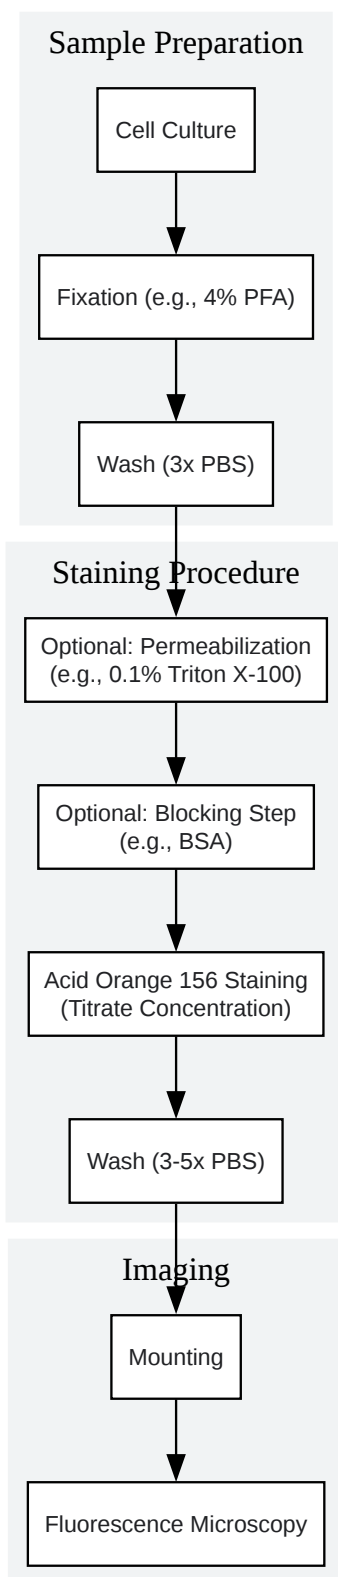 Sample Preparation
Cell Culture
Fixation (e.g., 4% PFA)
Wash (3x PBS)
Staining Procedure
Optional: Permeabilization
(e.g., 0.1% Triton X-100)
Optional: Blocking Step
(e.g., BSA)
Acid Orange 156 Staining
(Titrate Concentration)
Wash (3-5x PBS)
Imaging
Mounting
Fluorescence Microscopy